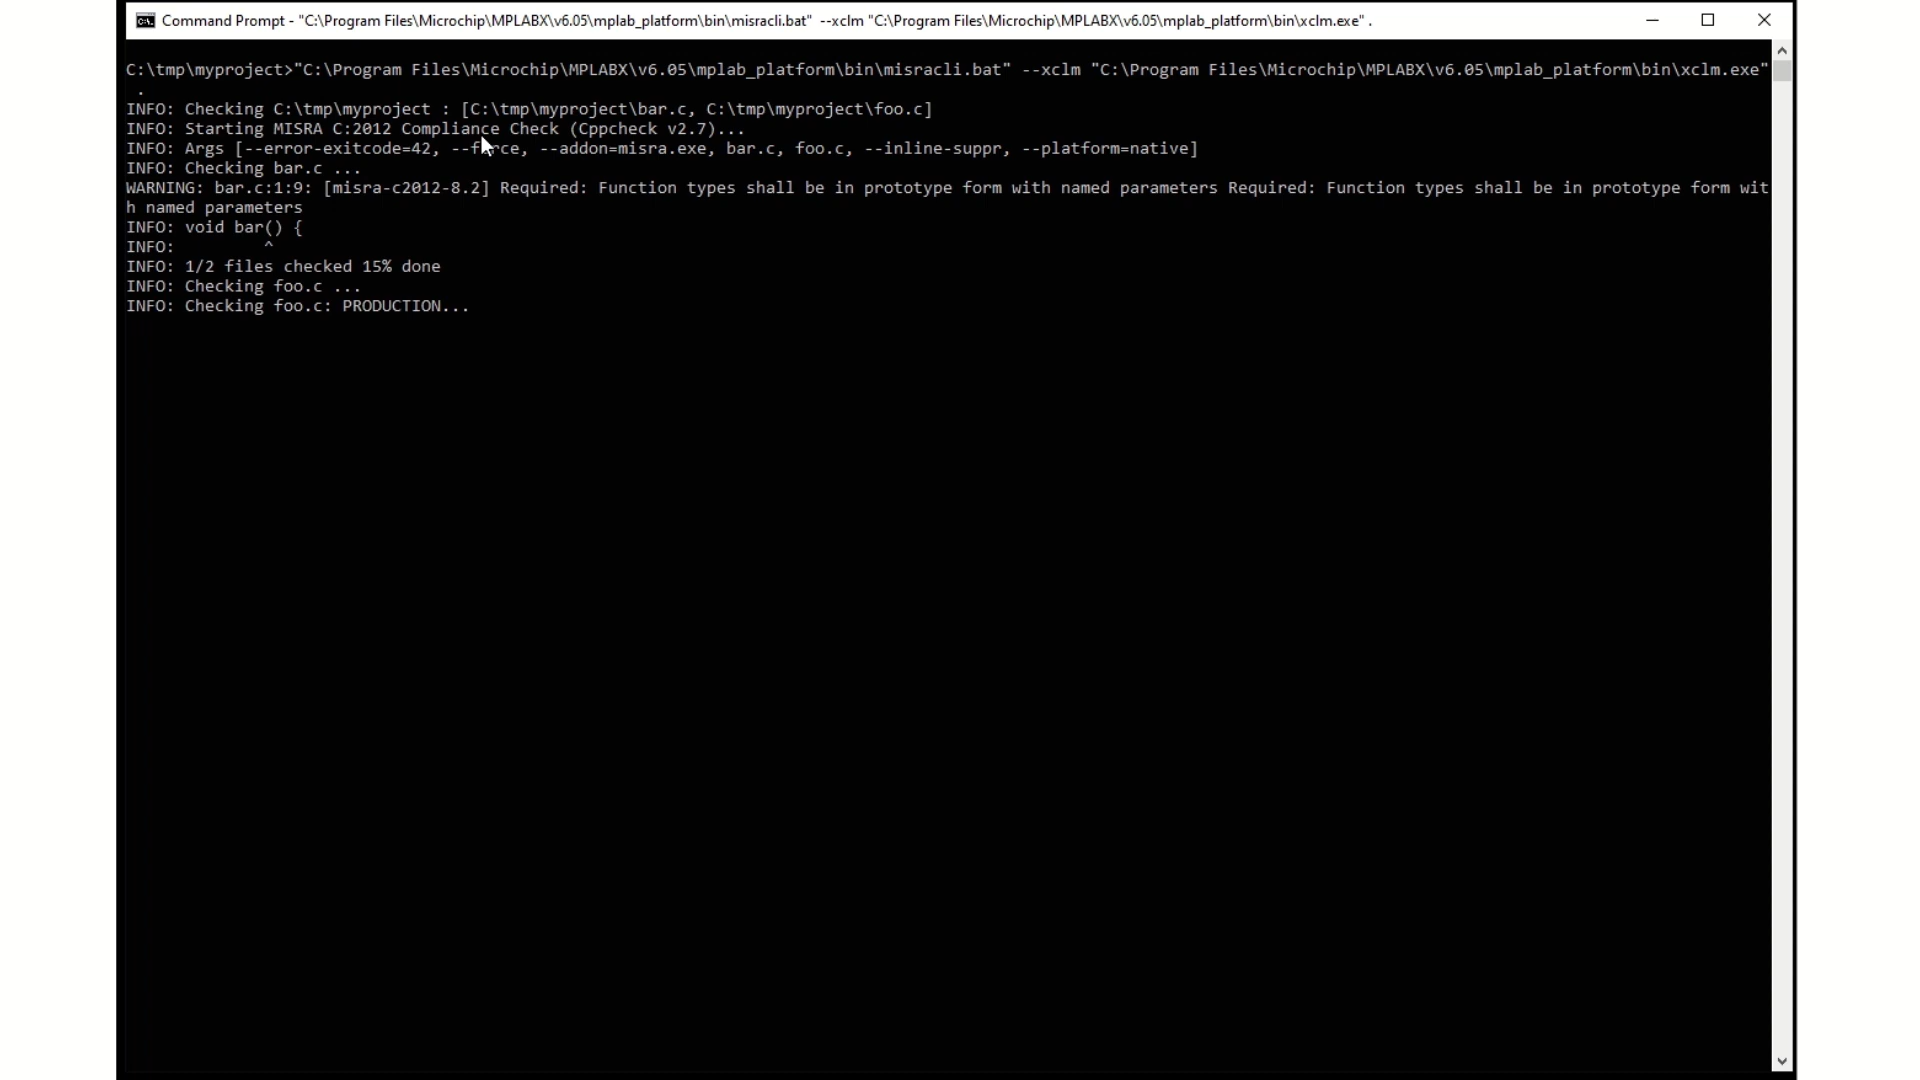 Command Prompt - "C:\Program Files\Microchip\MPLABX\v6.05\mplab_platform\bin\misracli.bat" --xclm "C:\Program Files\Microchip\MPLABX\v6.05\mplab_platform\bin\xclm.exe" .
C:\tmp\myproject>"C:\Program Files\Microchip\MPLABX\v6.05\mplab_platform\bin\misracli.bat" --xclm "C:\Program Files\Microchip\MPLABX\v6.05\mplab_platform\bin\xclm.exe"
.
INFO: Checking C:\tmp\myproject : [C:\tmp\myproject\bar.c, C:\tmp\myproject\foo.c]
INFO: Starting MISRA C:2012 Compliance Check (Cppcheck v2.7)...
INFO: Args [--error-exitcode=42, --force, --addon=misra.exe, bar.c, foo.c, --inline-suppr, --platform=native]
INFO: Checking bar.c ...
WARNING: bar.c:1:9: [misra-c2012-8.2] Required: Function types shall be in prototype form with named parameters Required: Function types shall be in prototype form wit
h named parameters
INFO: void bar() {
INFO:         ^
INFO: 1/2 files checked 15% done
INFO: Checking foo.c ...
INFO: Checking foo.c: PRODUCTION...